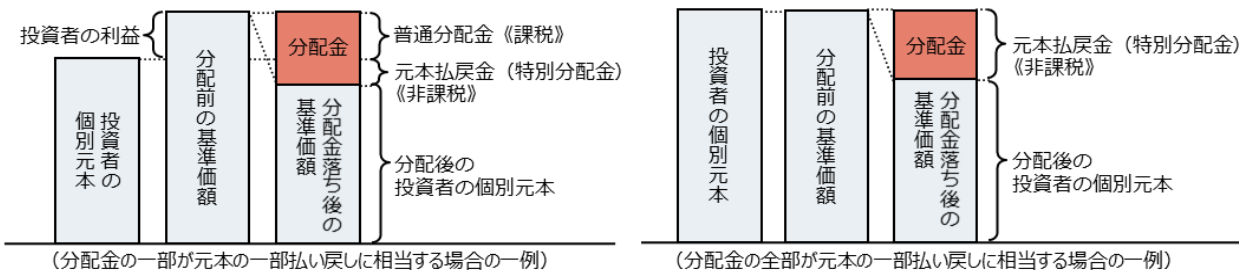 投資者の利益
投資者の
個別元本
分配前の基準価額
分配金
分配金落ち後の
基準価額
普通分配金《課税》
元本払戻金（特別分配金）
《非課税》
分配後の
投資者の個別元本
（分配金の一部が元本の一部払い戻しに相当する場合の一例）
投資者の個別元本
分配前の基準価額
分配金
分配金落ち後の
基準価額
元本払戻金（特別分配金）
《非課税》
分配後の
投資者の個別元本
（分配金の全部が元本の一部払い戻しに相当する場合の一例）